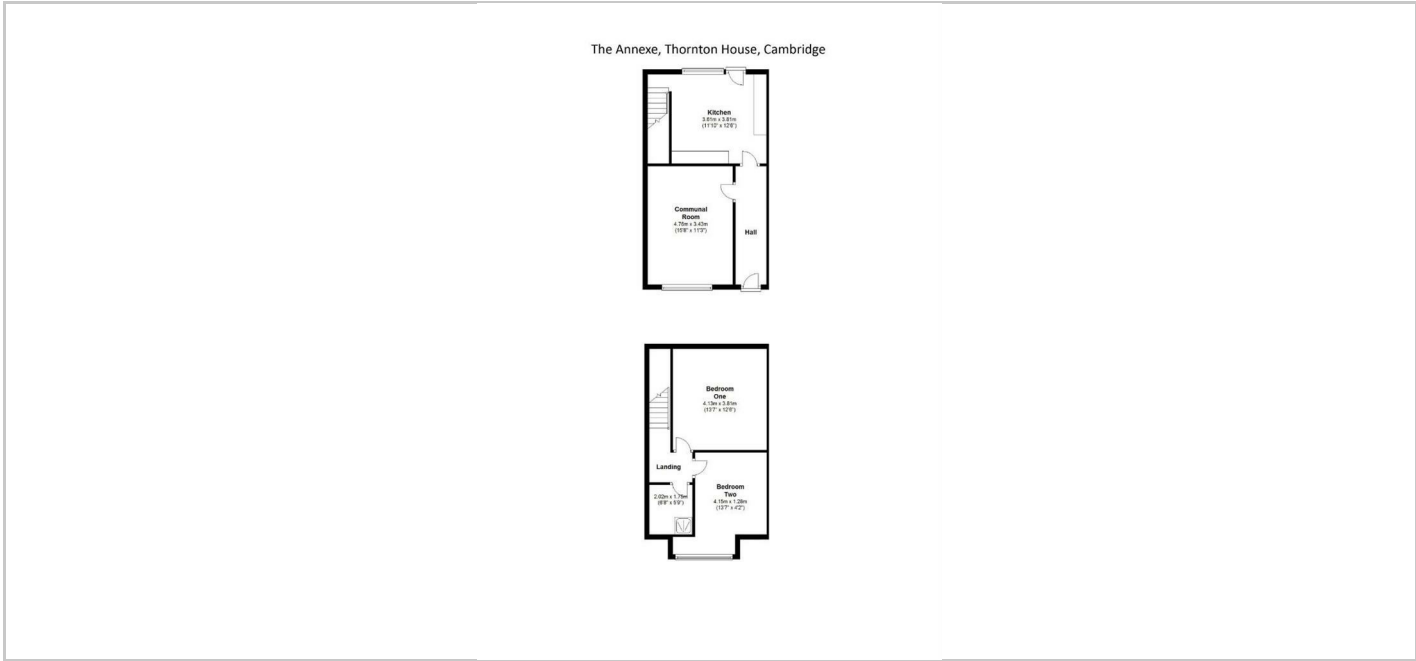 The Annexe, Thornton House, Cambridge
Kitchen
3.61m x 3.81m
(11'10" x 12'6")
Communal
Room
4.78m x 3.43m
(15'8" x 11'3")
Hall
Bedroom
One
4.13m x 3.81m
(13'7" x 12'6")
Landing
Bedroom
Two
4.15m x 1.28m
(13'7" x 4'2")
2.02m x 1.75m
(6'8" x 5'9")